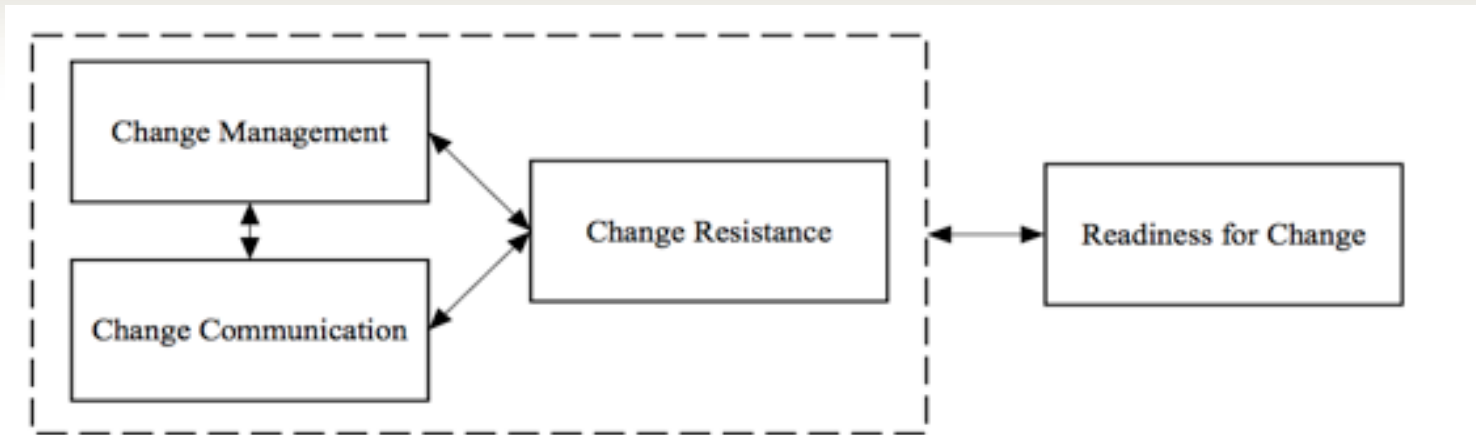 Change Management
Change Resistance
Readiness for Change
Change Communication